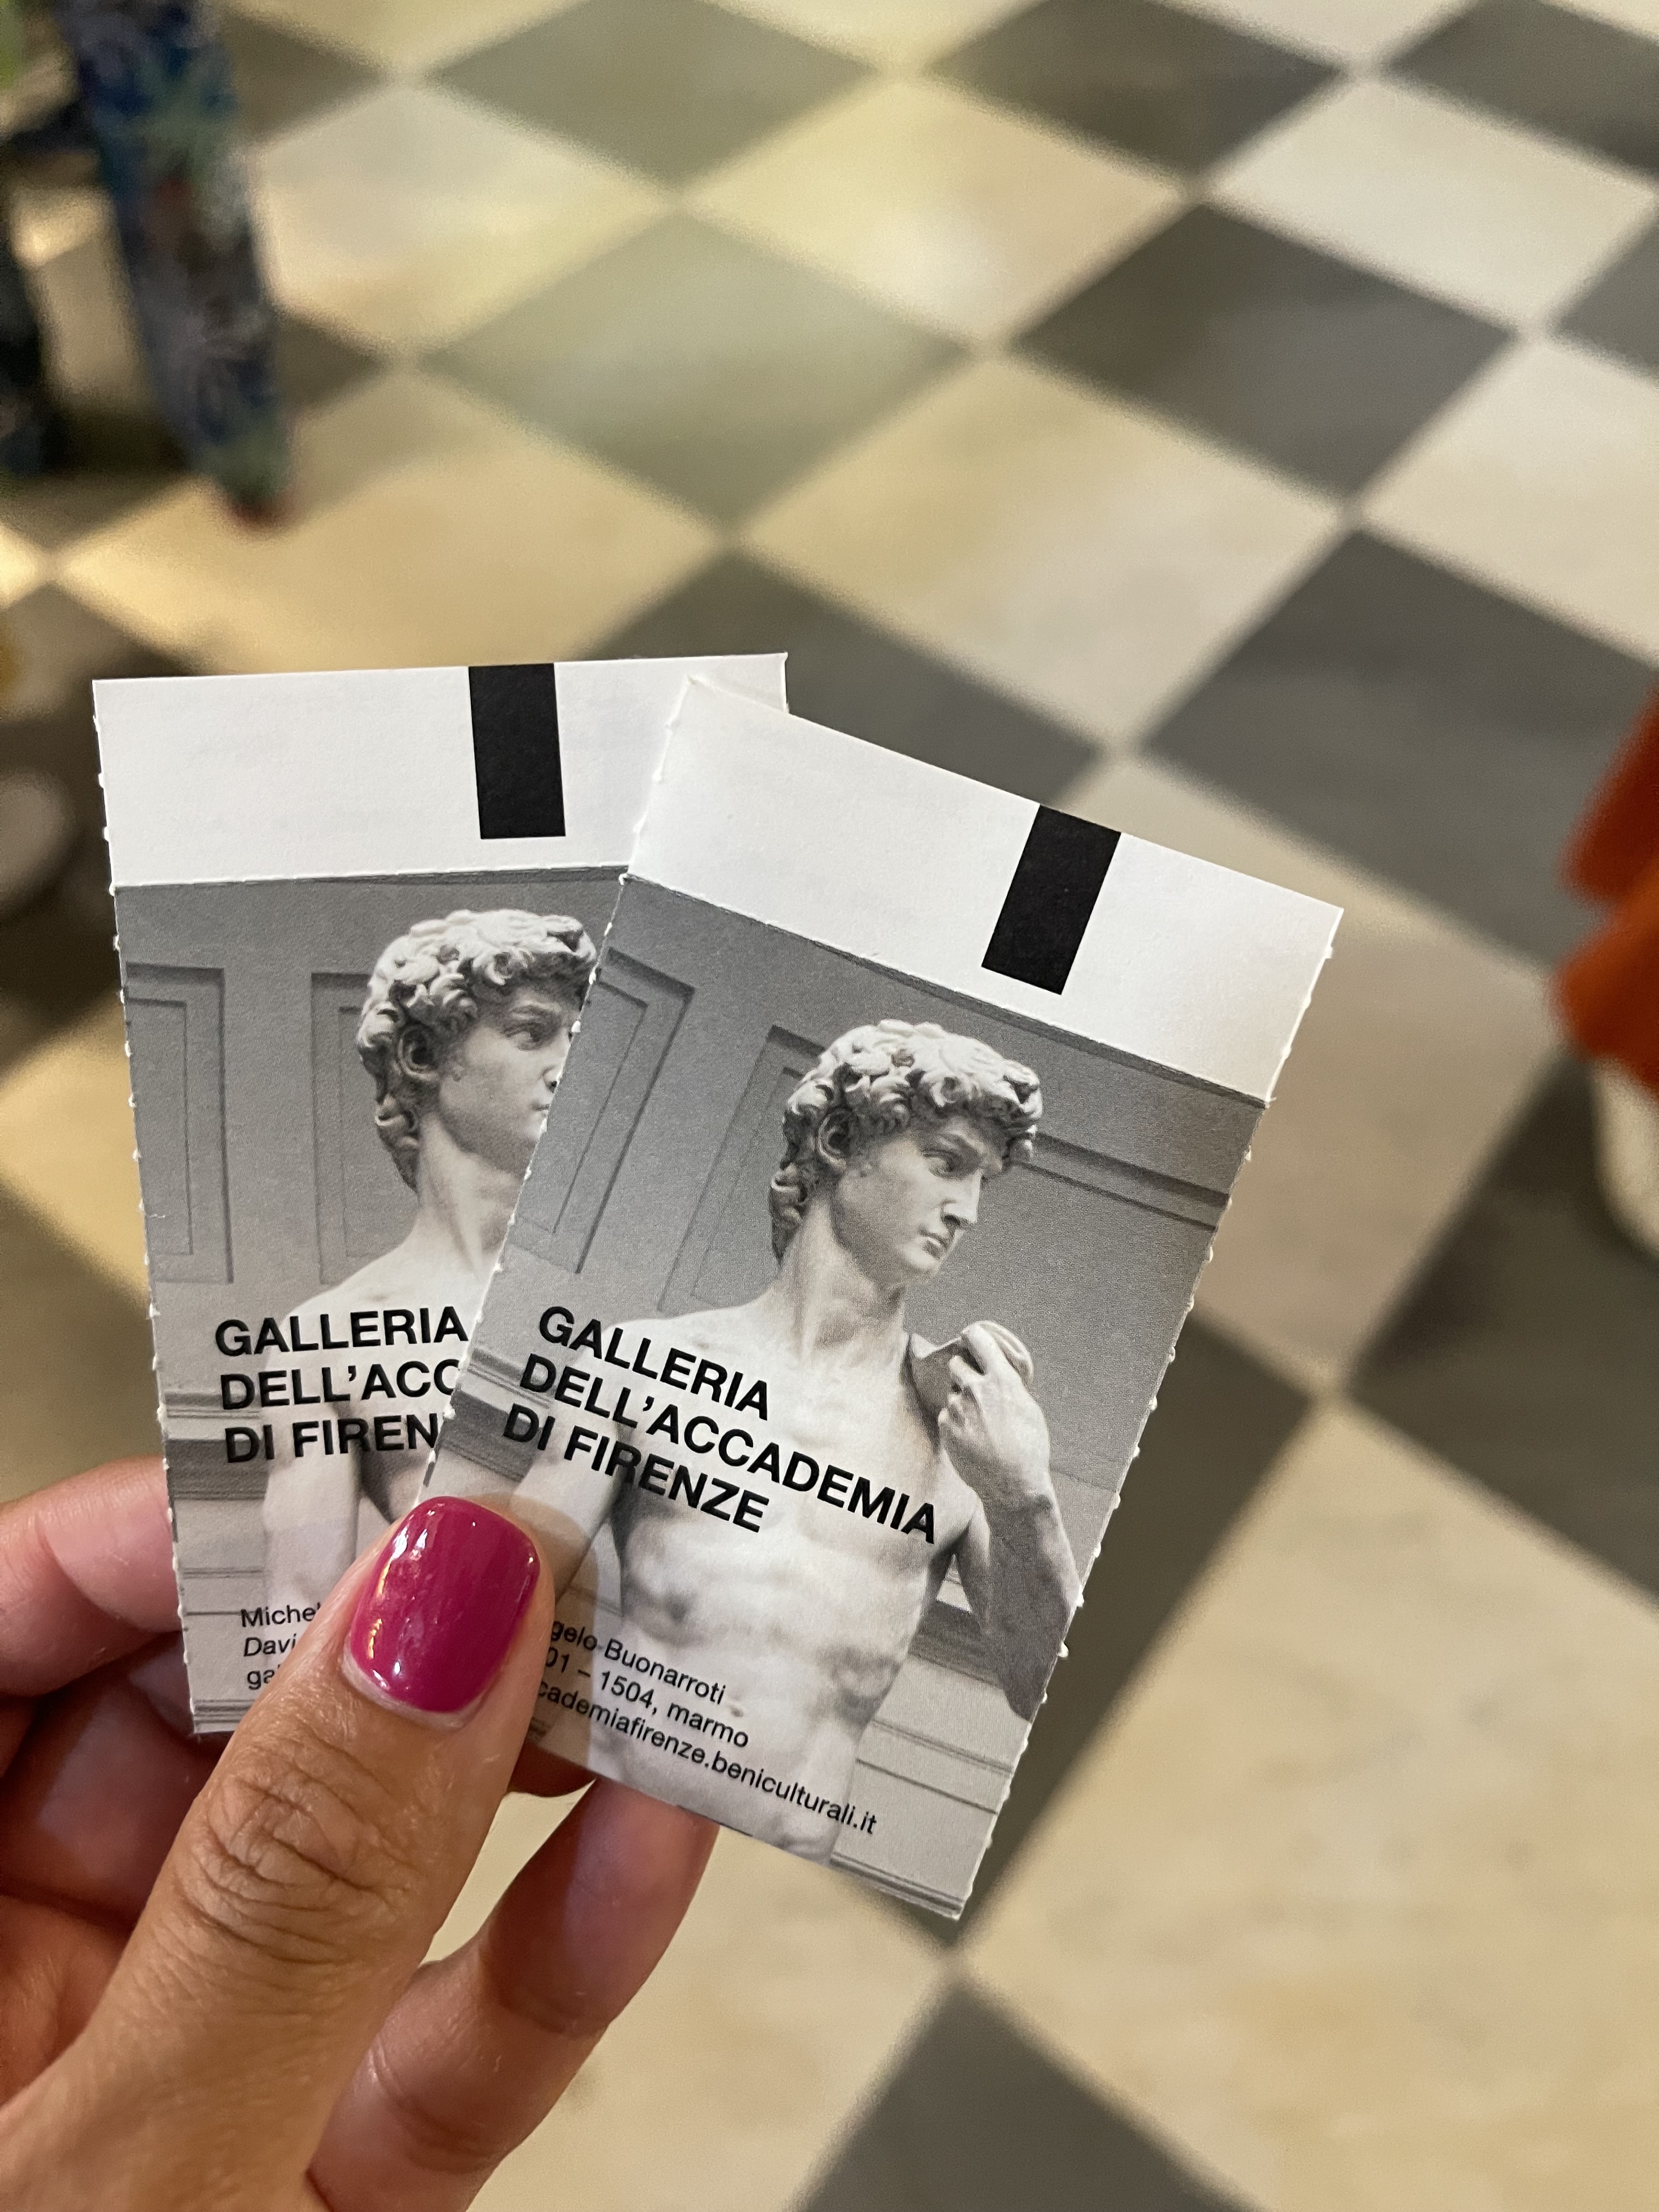 GALLERIA
DELL'ACC
DI FIREN
Miche
Davi
ga
GALLERIA
DELL'ACCADEMIA
DI FIRENZE
gelo Buonarroti
01 – 1504, marmo
cademiafirenze.beniculturali.it